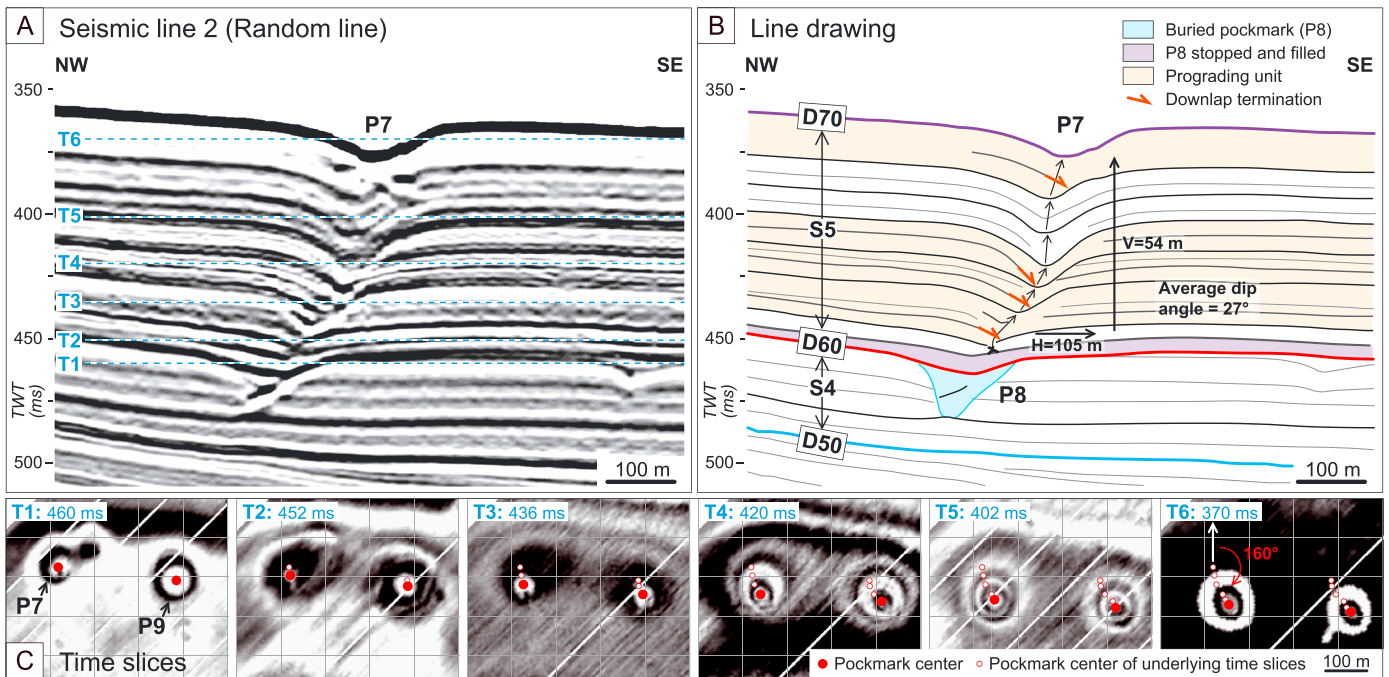 A Seismic line 2 (Random line)
NW
SE
350
P7
T6
400
T5
T4
T3
450
T2
T1
TWT
(ms)
500
100 m
B Line drawing
Buried pockmark (P8)
P8 stopped and filled
Prograding unit
Downlap termination
NW
SE
350
D70
P7
400
S5
V=54 m
Average dip
angle = 27°
450
D60
H=105 m
S4
P8
TWT
(ms)
D50
500
100 m
T1: 460 ms
T2: 452 ms
T3: 436 ms
T4: 420 ms
T5: 402 ms
T6: 370 ms
160°
P7
P9
C Time slices
Pockmark center
Pockmark center of underlying time slices
100 m